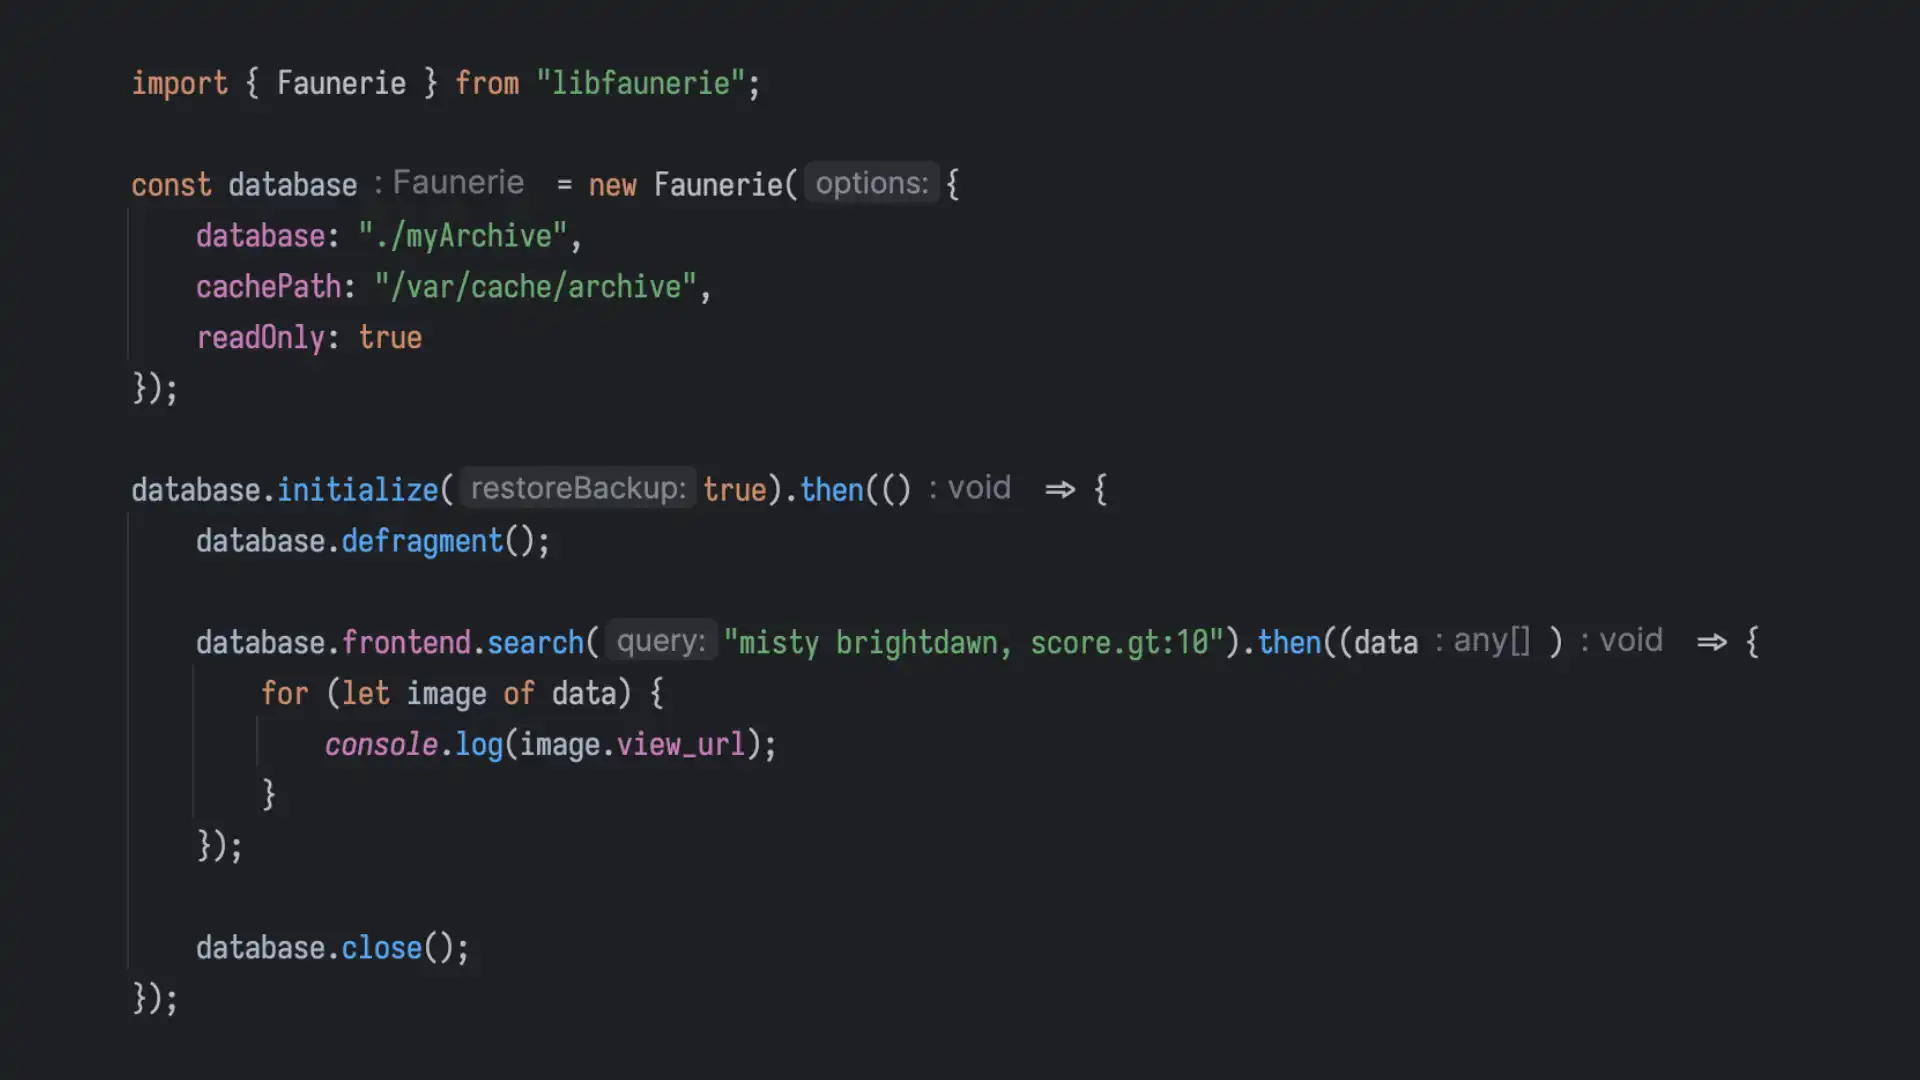 import { Faunerie } from "libfaunerie";
const database : Faunerie = new Faunerie( options: {
database: "./myArchive",
cachePath: "/var/cache/archive",
readOnly: true
});
database.initialize( restoreBackup: true).then(() : void ⇒ {
database.defragment();
database.frontend.search( query: "misty brightdawn, score.gt:10").then((data : any[] ) : void ⇒ {
for (let image of data) {
console.log(image.view_url);
}
});
database.close();
});